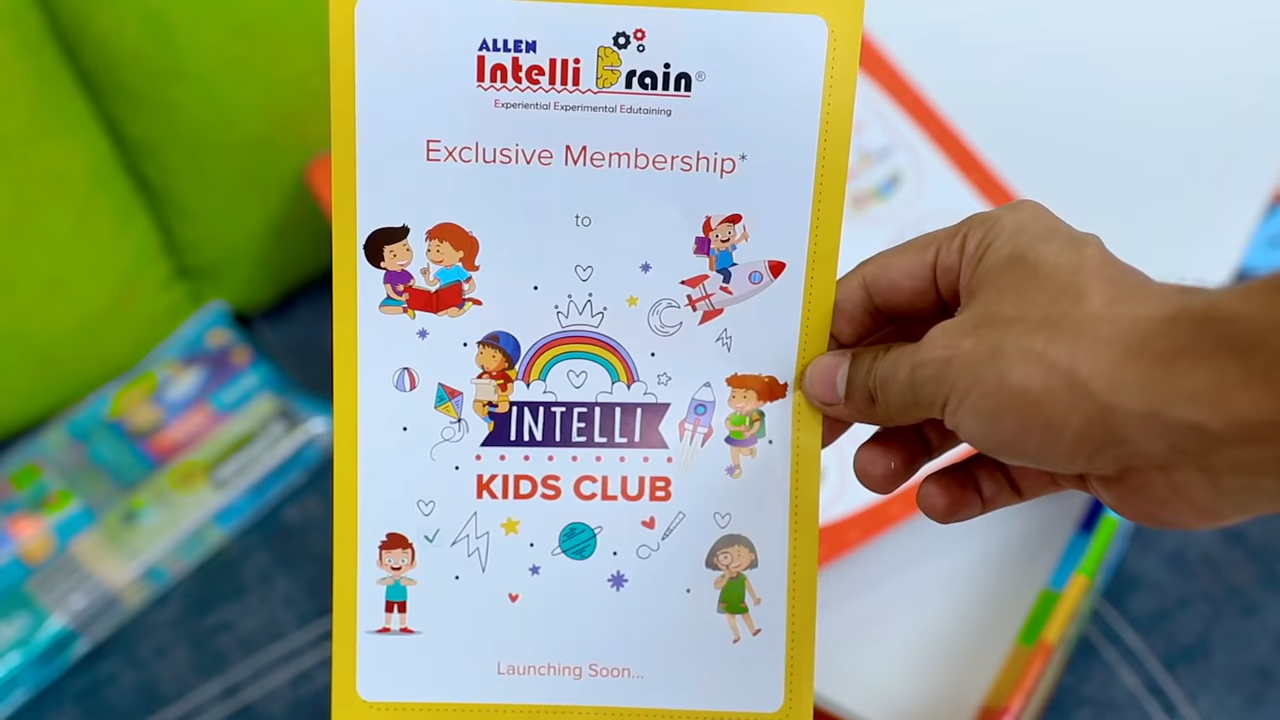 ALLEN
Intelli Brain®
Experiential Experimental Edutaining
Exclusive Membership*
to
INTELLI
KIDS CLUB
Launching Soon...